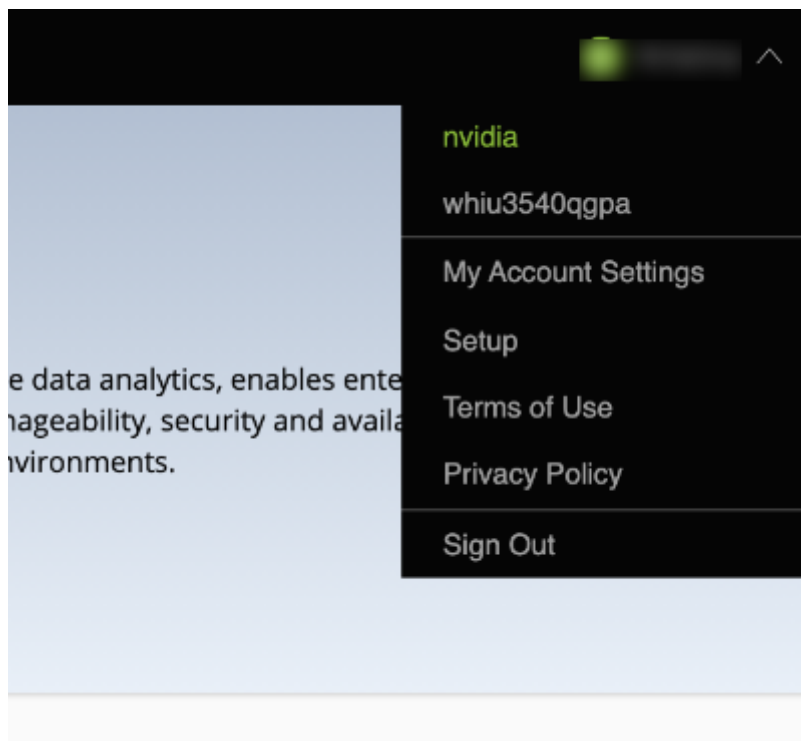 nvidia
whiu3540qgpa
My Account Settings
Setup
Terms of Use
Privacy Policy
Sign Out
e data analytics, enables ente
nageability, security and availa
nvironments.